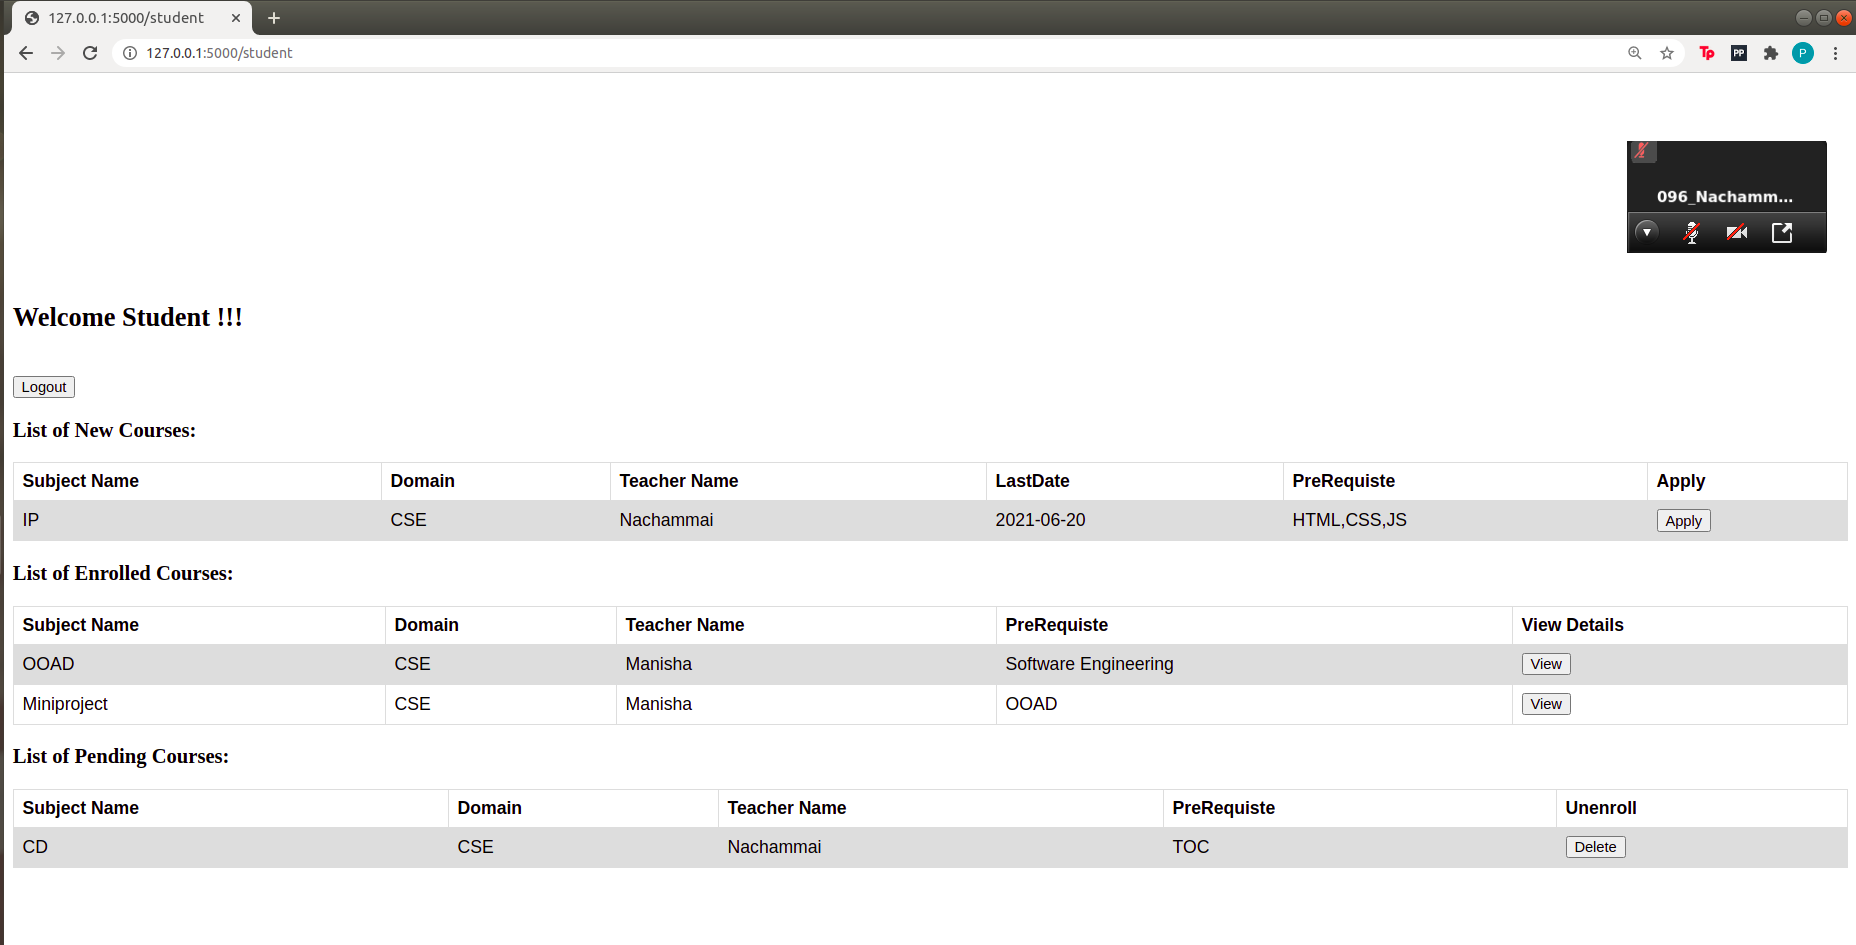 127.0.0.1:5000/student
127.0.0.1:5000/student
Tp
PP
P
096_Nachamm...
Welcome Student !!!
Logout
List of New Courses:
Subject Name Domain Teacher Name LastDate PreRequiste Apply
IP CSE Nachammai 2021-06-20 HTML,CSS,JS Apply
List of Enrolled Courses:
Subject Name Domain Teacher Name PreRequiste View Details
OOAD CSE Manisha Software Engineering View
Miniproject CSE Manisha OOAD View
List of Pending Courses:
Subject Name Domain Teacher Name PreRequiste Unenroll
CD CSE Nachammai TOC Delete